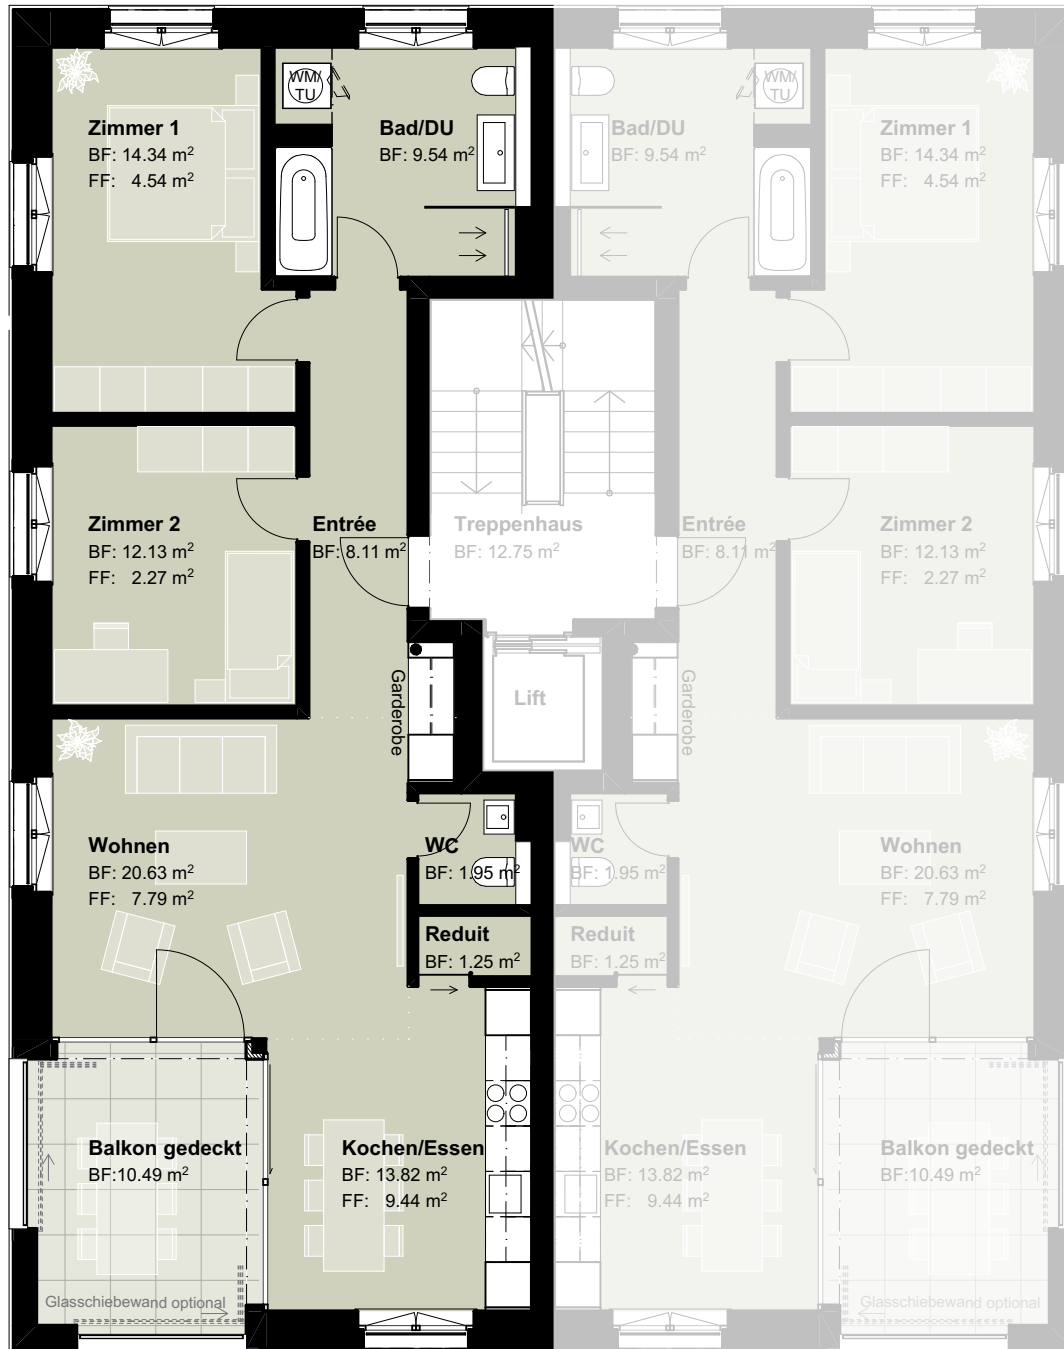 WM/
TU
Zimmer 1
BF: 14.34 m²
FF: 4.54 m²
Bad/DU
BF: 9.54 m²
Bad/DU
BF: 9.54 m²
WM/
TU
Zimmer 1
BF: 14.34 m²
FF: 4.54 m²
Zimmer 2
BF: 12.13 m²
FF: 2.27 m²
Entrée
BF: 8.11 m²
Treppenhaus
BF: 12.75 m²
Entrée
BF: 8.11 m²
Zimmer 2
BF: 12.13 m²
FF: 2.27 m²
Garderobe
Lift
Garderobe
Wohnen
BF: 20.63 m²
FF: 7.79 m²
WC
BF: 1.95 m²
WC
BF: 1.95 m²
Wohnen
BF: 20.63 m²
FF: 7.79 m²
Reduit
BF: 1.25 m²
Reduit
BF: 1.25 m²
Balkon gedeckt
BF:10.49 m²
Kochen/Essen
BF: 13.82 m²
FF: 9.44 m²
Kochen/Essen
BF: 13.82 m²
FF: 9.44 m²
Balkon gedeckt
BF:10.49 m²
Glasschiebewand optional
Glasschiebewand optional